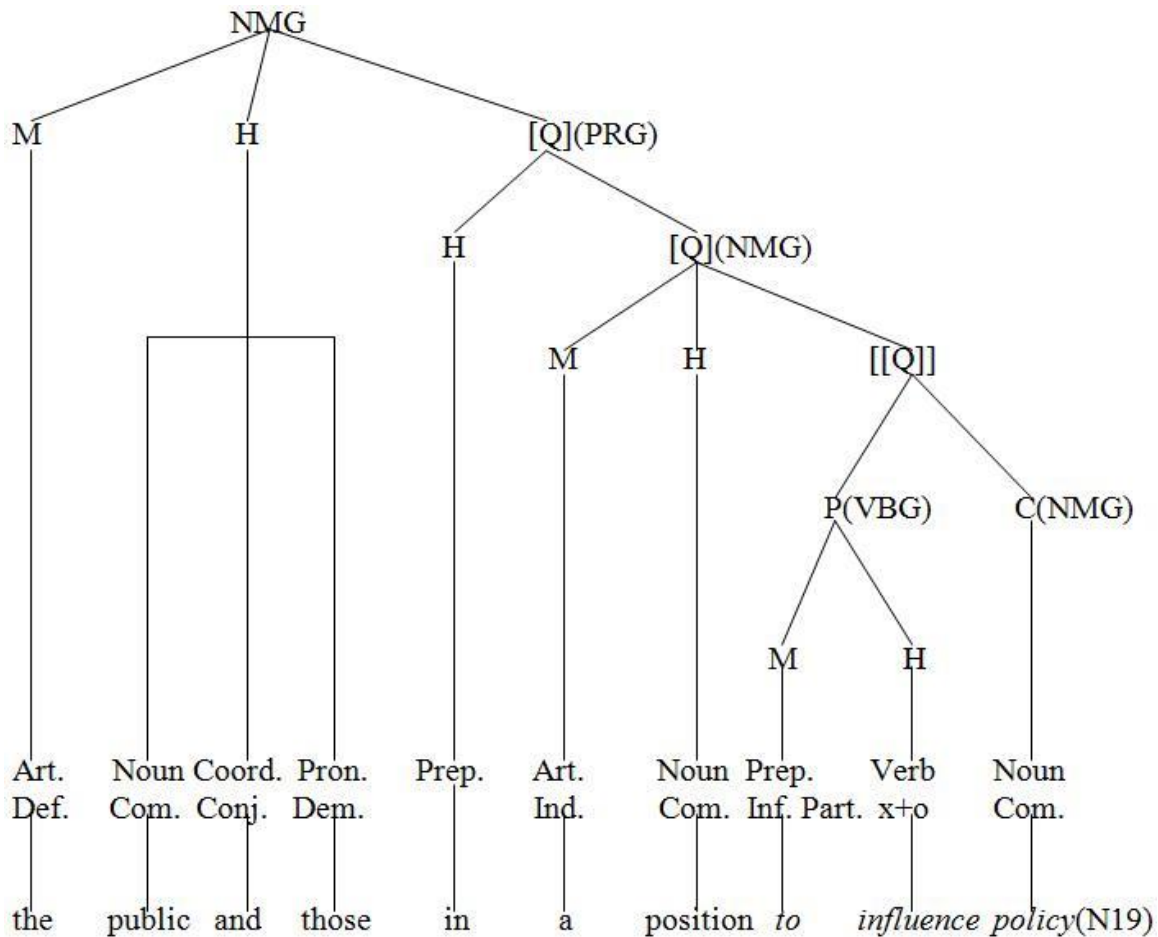 NMG
M H [Q](PRG)
H [Q](NMG)
M H [[Q]]
P(VBG) C(NMG)
M H
Art. Noun Coord. Pron. Prep. Art. Noun Prep. Verb Noun
Def. Com. Conj. Dem. Ind. Com. Inf. Part. x+o Com.
the public and those in a position to influence policy(N19)